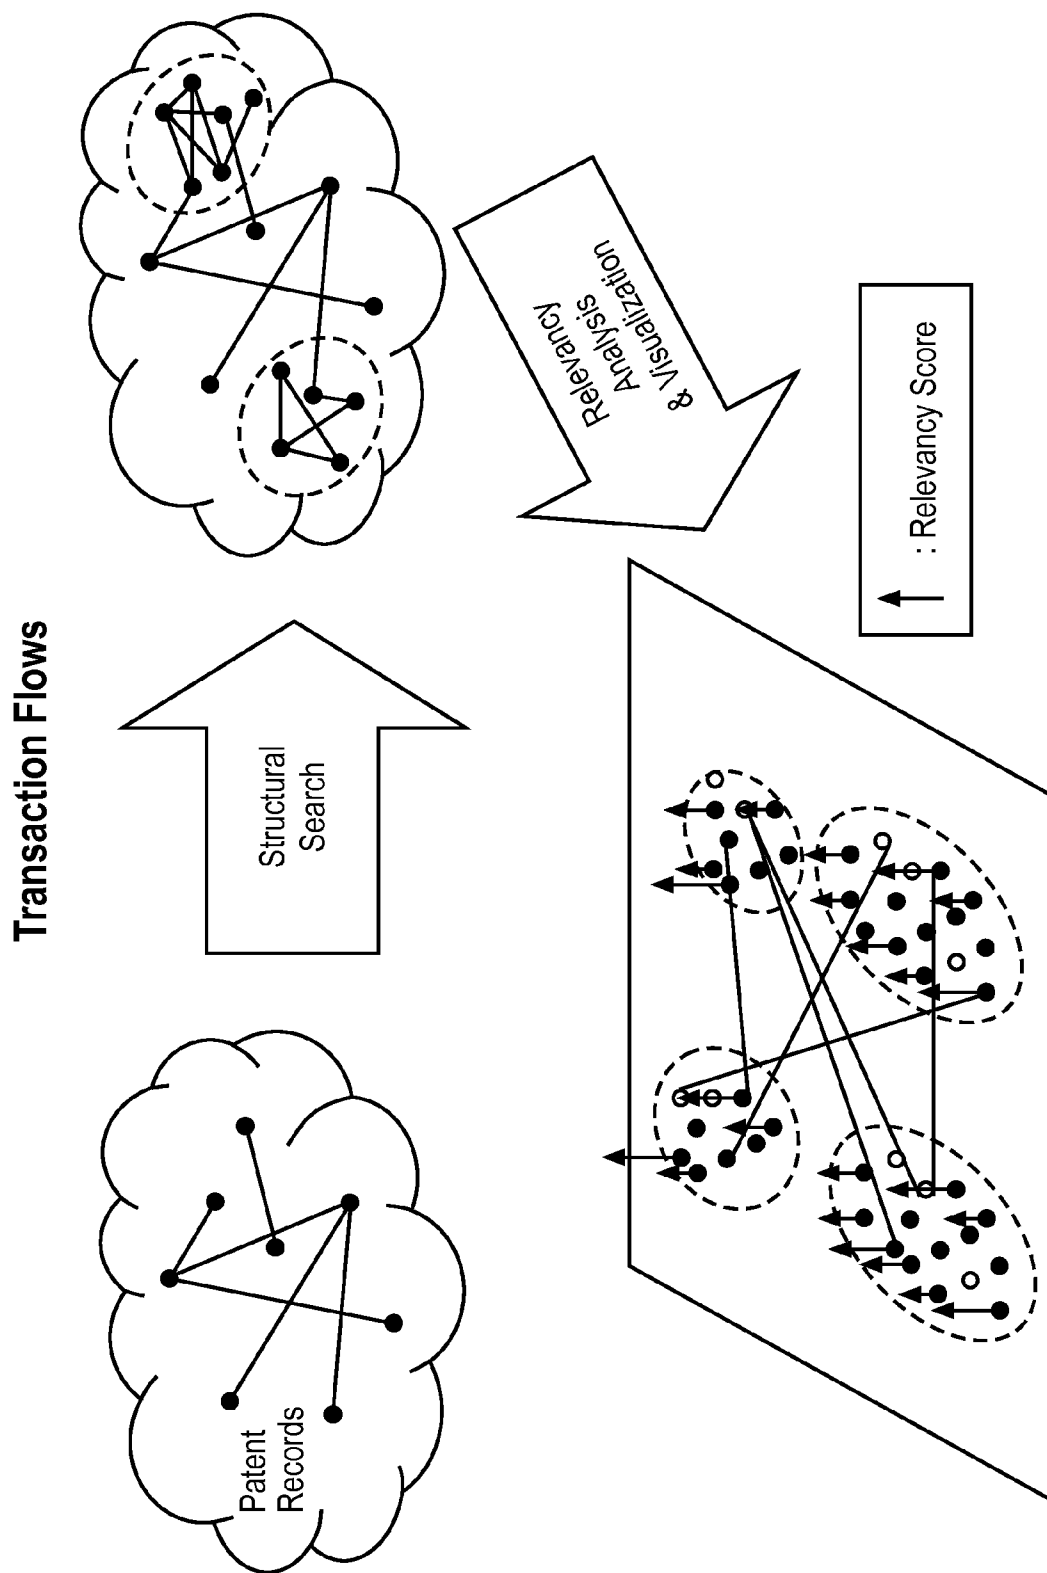 Transaction Flows
Patent
Records
Structural
Search
Relevancy
Analysis
& Visualization
: Relevancy Score